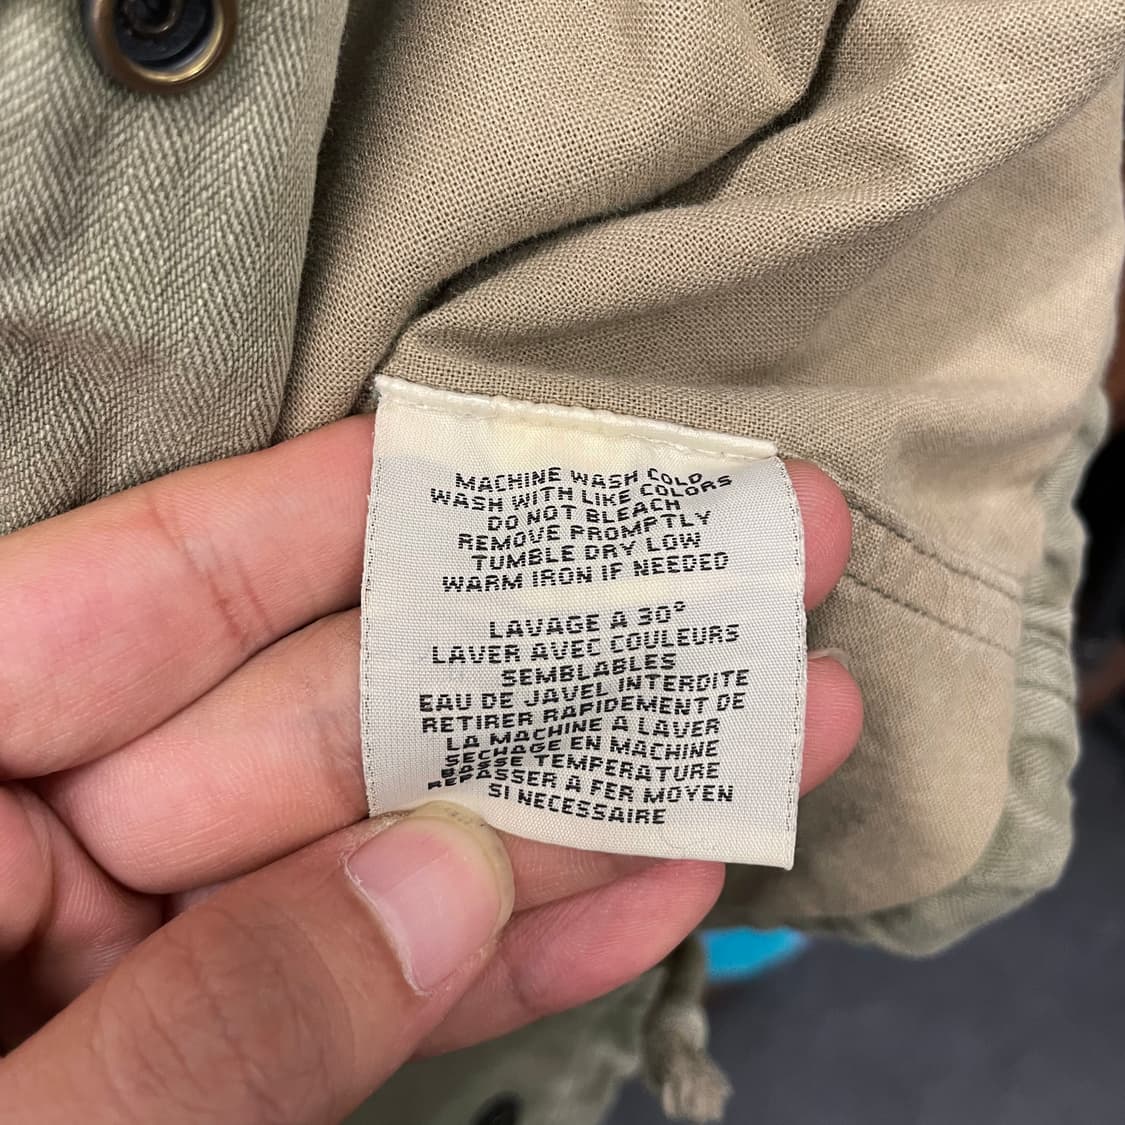 MACHINE WASH COLD
WASH WITH LIKE COLORS
DO NOT BLEACH
REMOVE PROMPTLY
TUMBLE DRY LOW
WARM IRON IF NEEDED
LAVAGE A 30°
LAVER AVEC COULEURS
SEMBLABLES
EAU DE JAVEL INTERDITE
RETIRER RAPIDEMENT DE
LA MACHINE A LAVER
SECHAGE EN MACHINE
BASSE TEMPERATURE
REPASSER A FER MOYEN
SI NECESSAIRE